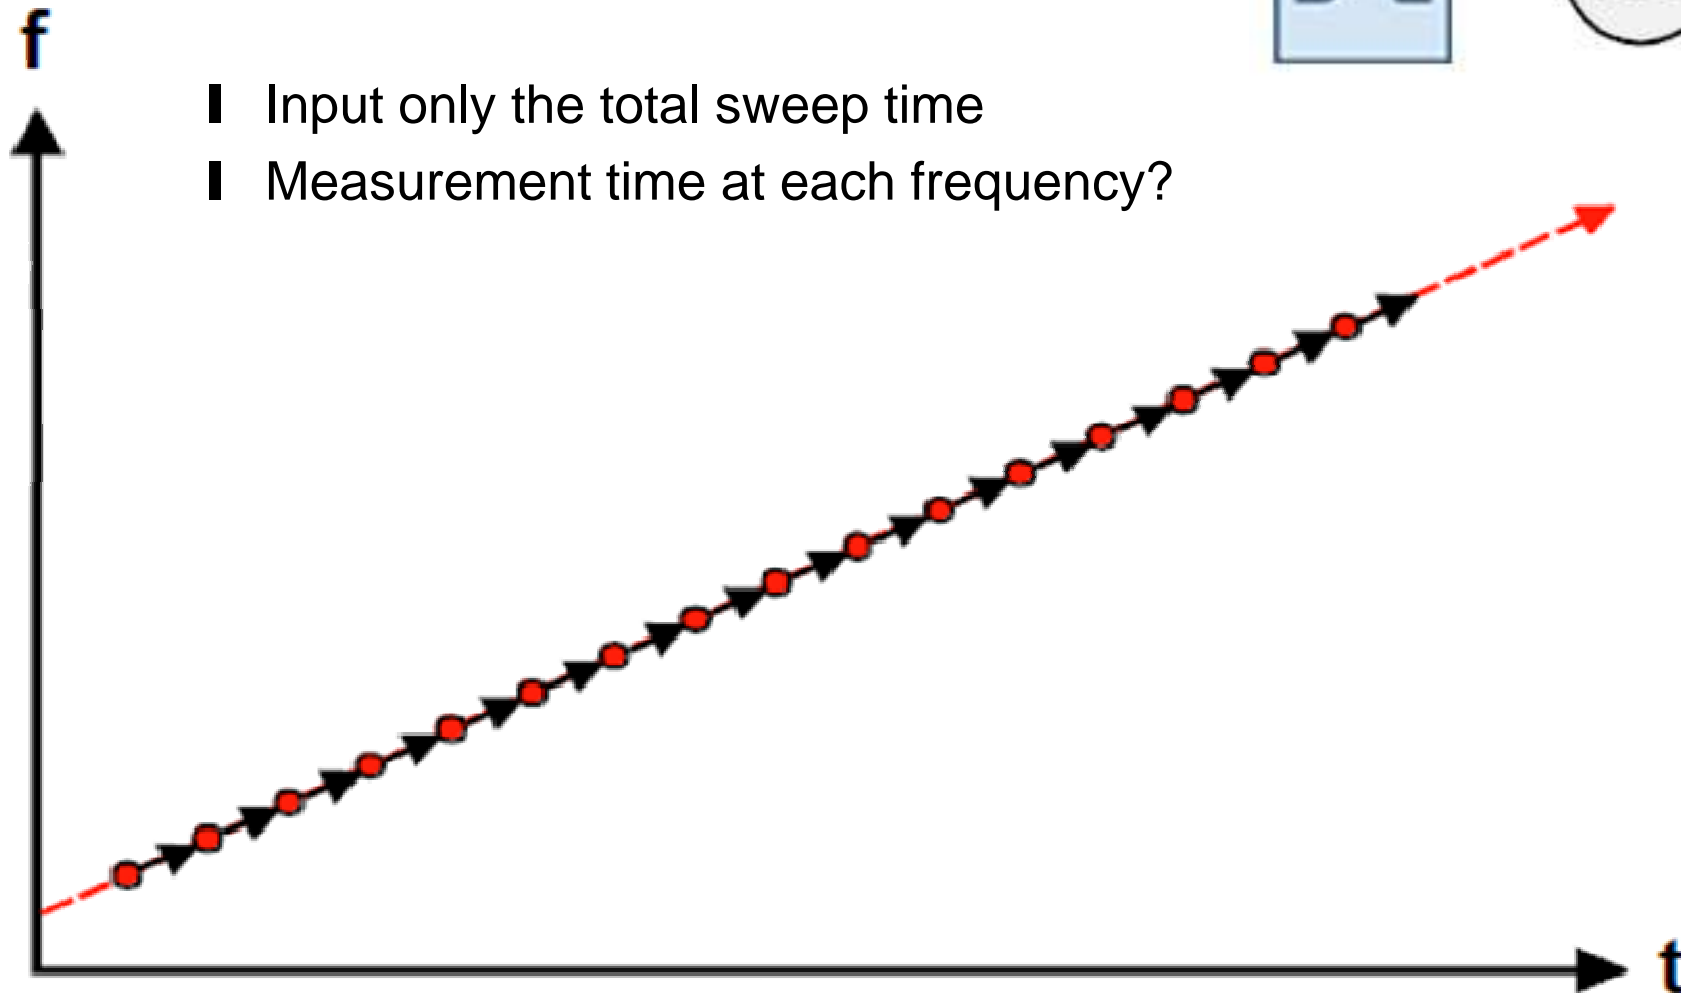 f
Input only the total sweep time
Measurement time at each frequency?
t